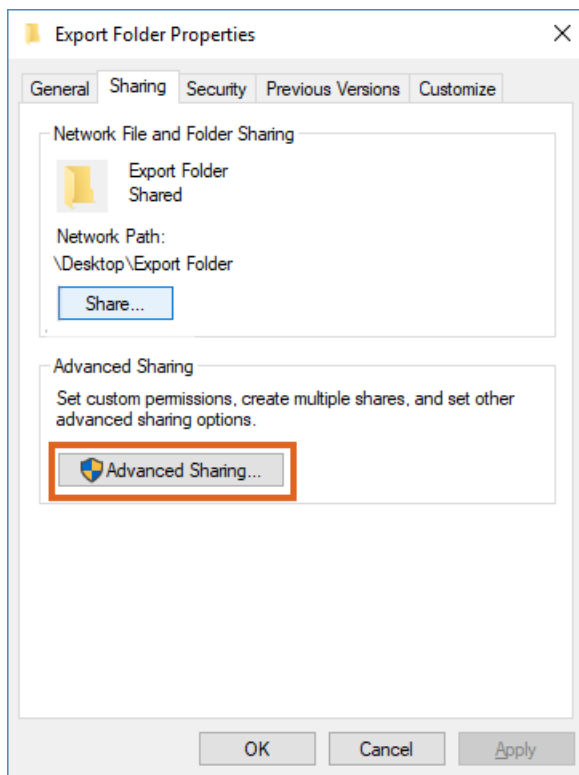 Export Folder Properties
General Sharing Security Previous Versions Customize
Network File and Folder Sharing
Export Folder
Shared
Network Path:
\Desktop\Export Folder
Share...
Advanced Sharing
Set custom permissions, create multiple shares, and set other
advanced sharing options.
Advanced Sharing...
OK Cancel Apply